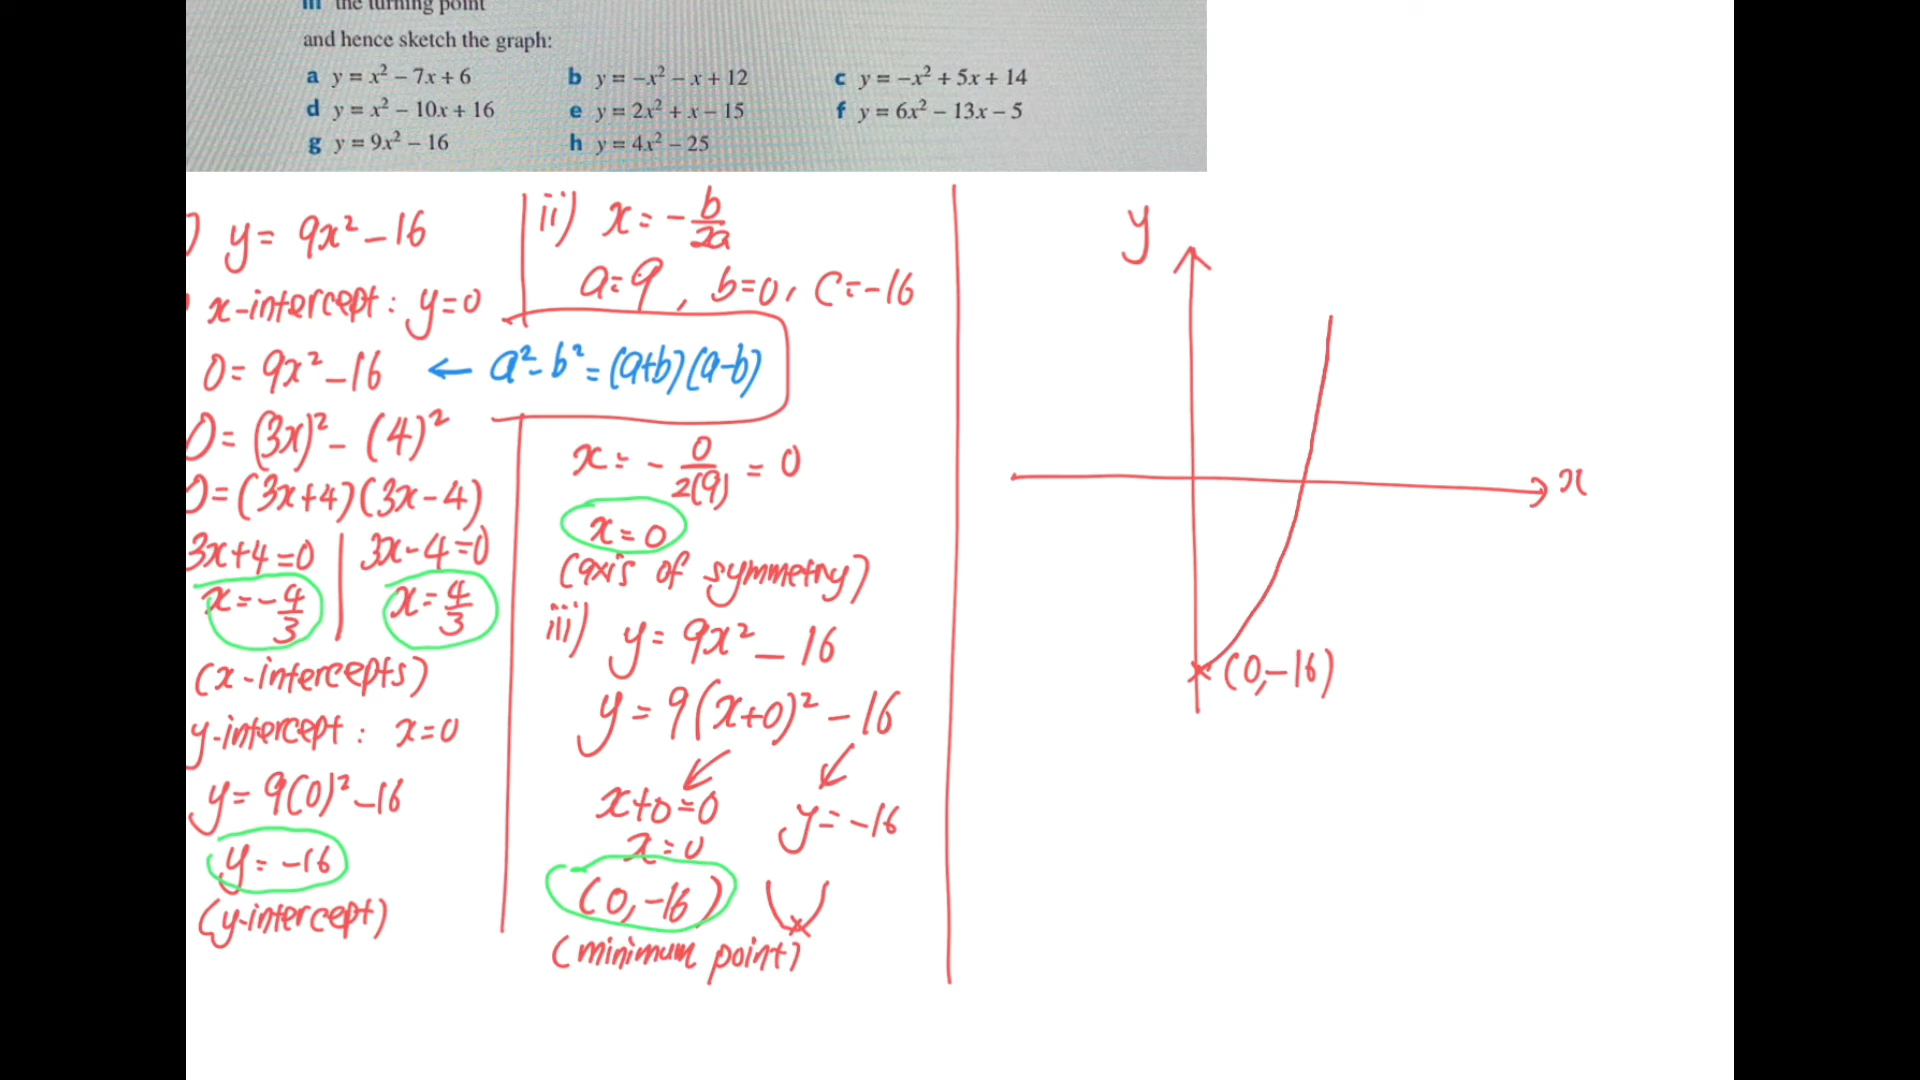 iii the turning point
and hence sketch the graph:
a y = x² − 7x + 6 b y = −x² − x + 12 c y = −x² + 5x + 14
d y = x² − 10x + 16 e y = 2x² + x − 15 f y = 6x² − 13x − 5
g y = 9x² − 16 h y = 4x² − 25
) y = 9x² − 16
x-intercept: y=0
0 = 9x² − 16 ← a² − b² = (a+b)(a−b)
0 = (3x)² − (4)²
0 = (3x+4)(3x−4)
3x+4=0 | 3x−4=0
x = −4/3 x = 4/3
(x-intercepts)
y-intercept: x=0
y = 9(0)² − 16
y = −16
(y-intercept)
ii) x = − b/2a
a=9, b=0, c=−16
x = − 0/2(9) = 0
x = 0
(axis of symmetry)
iii) y = 9x² − 16
y = 9(x+0)² − 16
x+0=0 y = −16
x = 0
(0, −16)
(minimum point)
y
x
(0, −16)